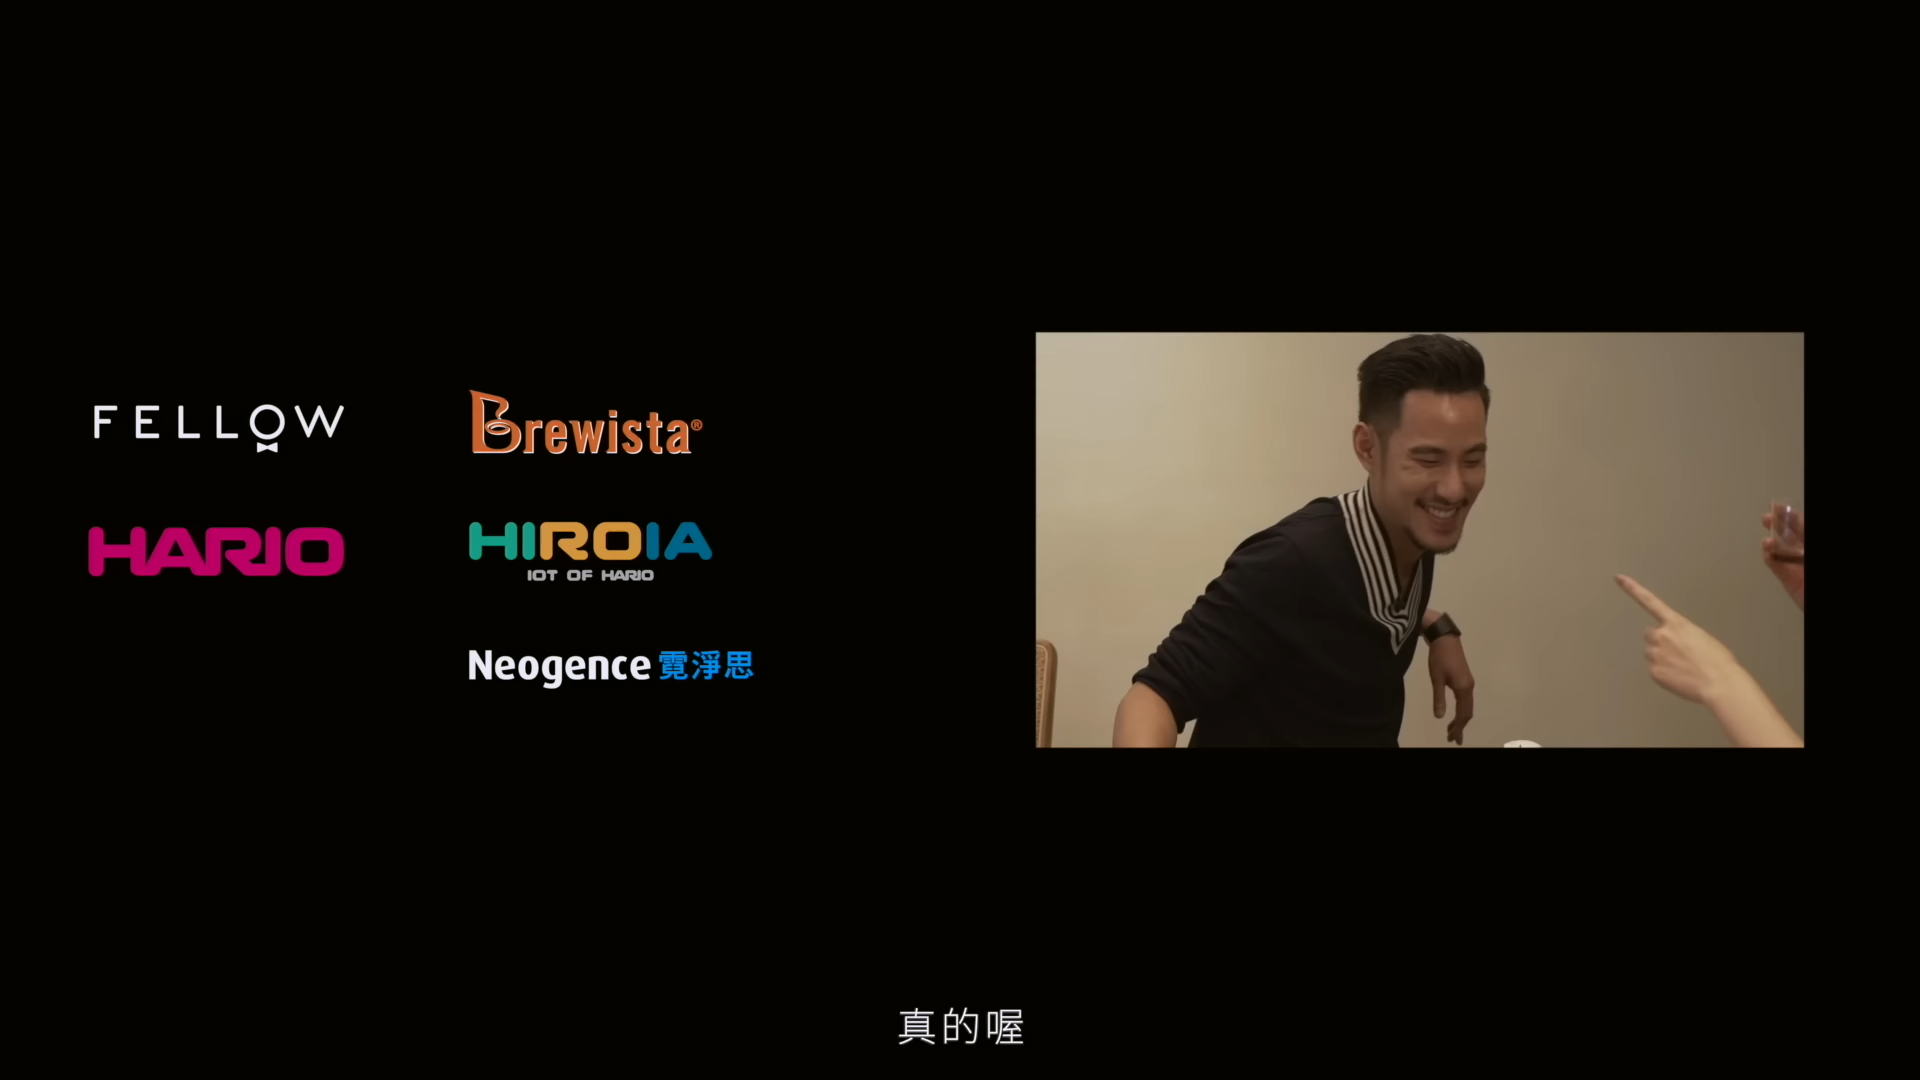 FELLOW
Brewista®
HARIO
HIROIA
IOT OF HARIO
Neogence 霓淨思
真的喔